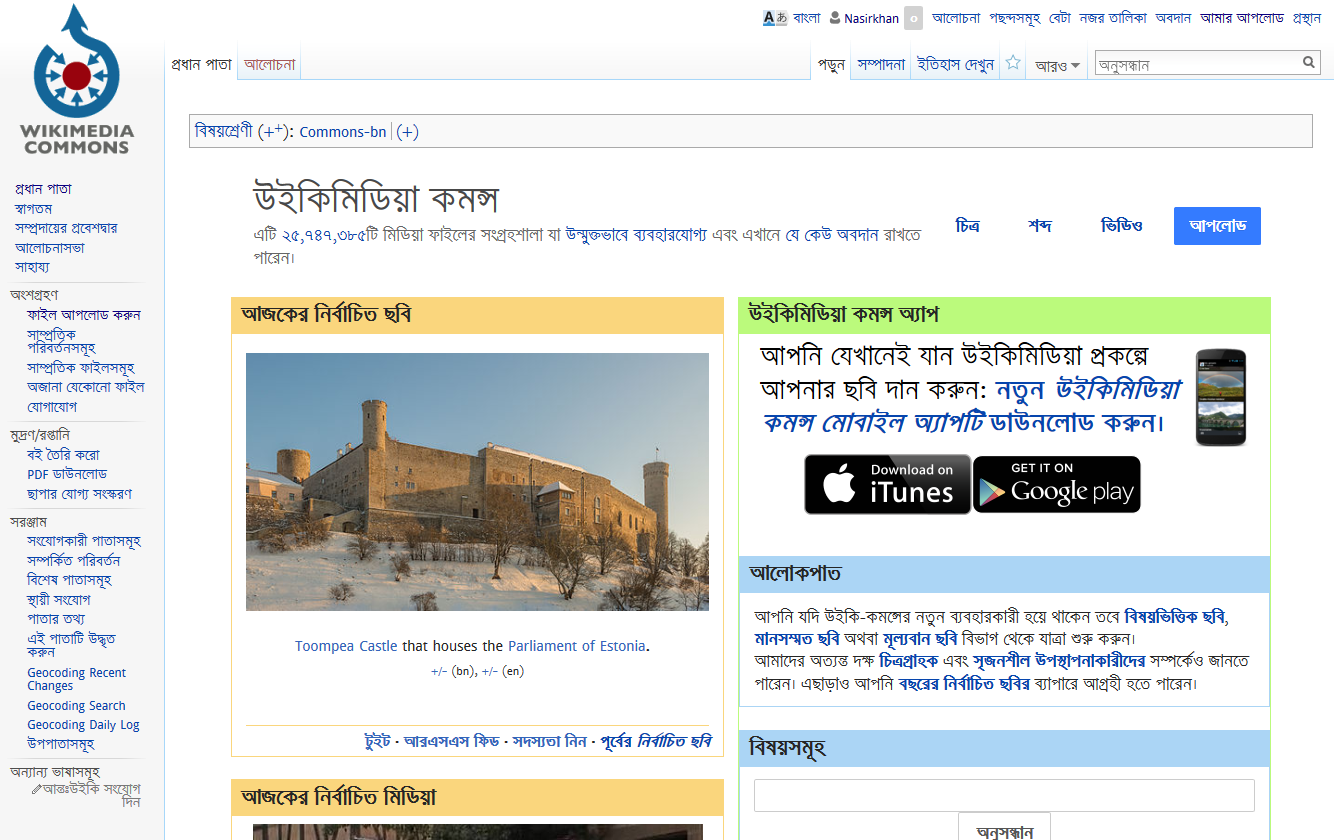 বাংলা Nasirkhan ০ আলোচনা পছন্দসমূহ বেটা নজর তালিকা অবদান আমার আপলোড প্রস্থান
প্রধান পাতা আলোচনা পড়ুন সম্পাদনা ইতিহাস দেখুন আরও অনুসন্ধান
WIKIMEDIA
COMMONS
প্রধান পাতা
স্বাগতম
সম্প্রদায়ের প্রবেশদ্বার
আলোচনাসভা
সাহায্য
অংশগ্রহণ
ফাইল আপলোড করুন
সাম্প্রতিক
পরিবর্তনসমূহ
সাম্প্রতিক ফাইলসমূহ
অজানা যেকোনো ফাইল
যোগাযোগ
মুদ্রণ/রপ্তানি
বই তৈরি করো
PDF ডাউনলোড
ছাপার যোগ্য সংস্করণ
সরঞ্জাম
সংযোগকারী পাতাসমূহ
সম্পর্কিত পরিবর্তন
বিশেষ পাতাসমূহ
স্থায়ী সংযোগ
পাতার তথ্য
এই পাতাটি উদ্ধৃত
করুন
Geocoding Recent
Changes
Geocoding Search
Geocoding Daily Log
উপপাতাসমূহ
অন্যান্য ভাষাসমূহ
আন্তঃউইকি সংযোগ
দিন
বিষয়শ্রেণী (+⁺): Commons-bn | (+)
উইকিমিডিয়া কমন্স
এটি ২৫,৭৪৭,৩৮৫টি মিডিয়া ফাইলের সংগ্রহশালা যা উন্মুক্তভাবে ব্যবহারযোগ্য এবং এখানে যে কেউ অবদান রাখতে
পারেন।
চিত্র শব্দ ভিডিও আপলোড
আজকের নির্বাচিত ছবি
Toompea Castle that houses the Parliament of Estonia.
+/– (bn), +/– (en)
টুইট · আরএসএস ফিড · সদস্যতা নিন · পূর্বের নির্বাচিত ছবি
আজকের নির্বাচিত মিডিয়া
উইকিমিডিয়া কমন্স অ্যাপ
আপনি যেখানেই যান উইকিমিডিয়া প্রকল্পে
আপনার ছবি দান করুন: নতুন উইকিমিডিয়া
কমন্স মোবাইল অ্যাপটি ডাউনলোড করুন।
Download on
iTunes
GET IT ON
Google play
আলোকপাত
আপনি যদি উইকি-কমন্সের নতুন ব্যবহারকারী হয়ে থাকেন তবে বিষয়ভিত্তিক ছবি,
মানসম্মত ছবি অথবা মূল্যবান ছবি বিভাগ থেকে যাত্রা শুরু করুন।
আমাদের অত্যন্ত দক্ষ চিত্রগ্রাহক এবং সৃজনশীল উপস্থাপনাকারীদের সম্পর্কেও জানতে
পারেন। এছাড়াও আপনি বছরের নির্বাচিত ছবির ব্যাপারে আগ্রহী হতে পারেন।
বিষয়সমূহ
অনুসন্ধান